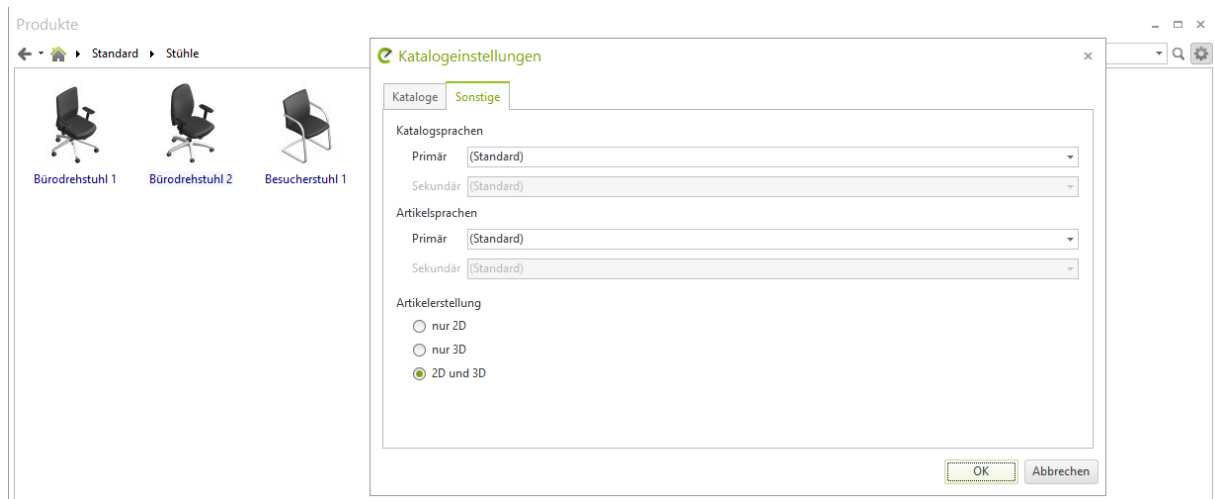 Produkte
Standard Stühle
Bürodrehstuhl 1 Bürodrehstuhl 2 Besucherstuhl 1
Katalogeinstellungen
Kataloge Sonstige
Katalogsprachen
Primär (Standard)
Sekundär (Standard)
Artikelsprachen
Primär (Standard)
Sekundär (Standard)
Artikelerstellung
nur 2D
nur 3D
2D und 3D
OK Abbrechen